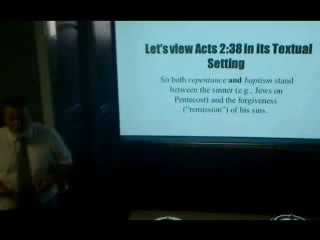 Let's view Acts 2:38 in its Textual
Setting
So both repentance and baptism stand
between the sinner (e.g., Jews on
Pentecost) and the forgiveness
("remission") of his sins.